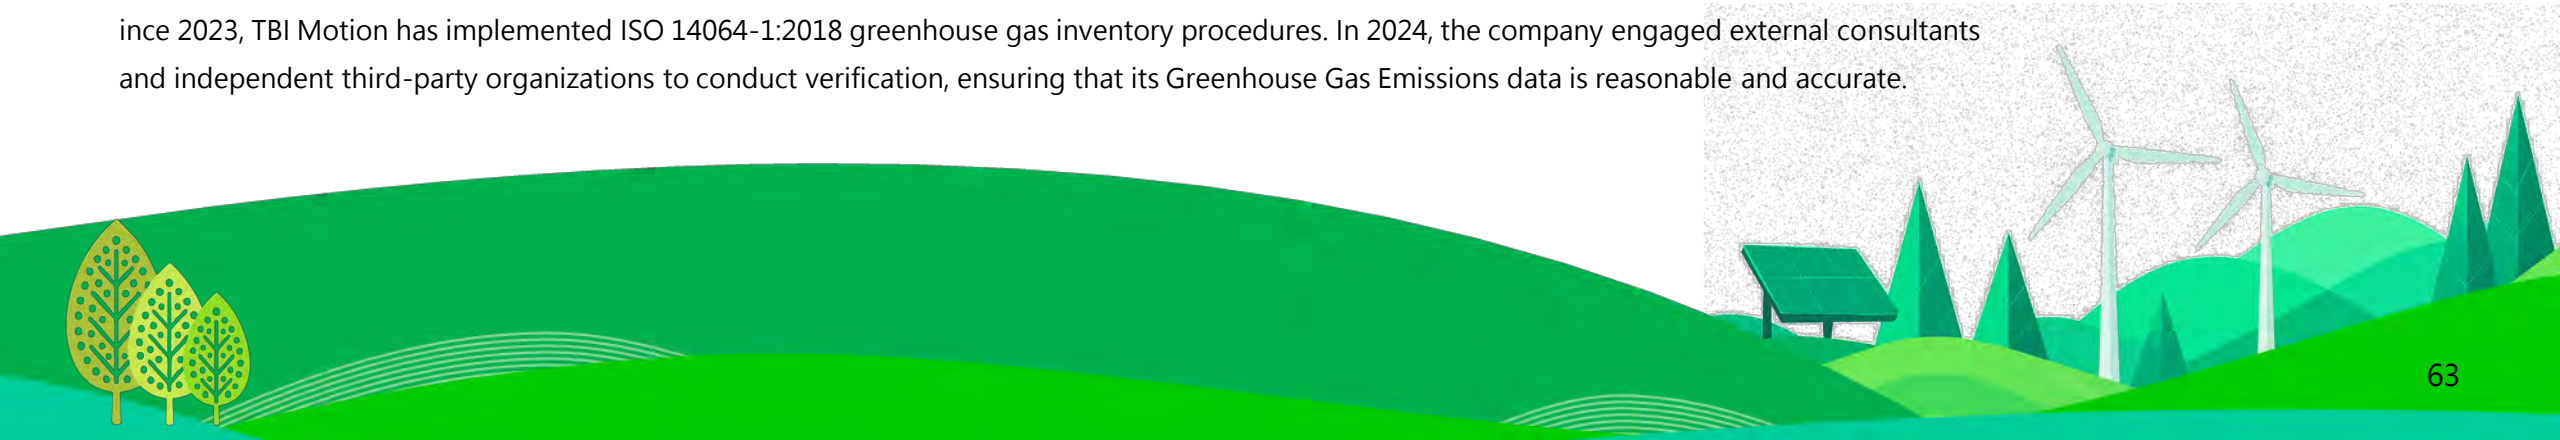 ince 2023, TBI Motion has implemented ISO 14064-1:2018 greenhouse gas inventory procedures. In 2024, the company engaged external consultants
and independent third-party organizations to conduct verification, ensuring that its Greenhouse Gas Emissions data is reasonable and accurate.
63